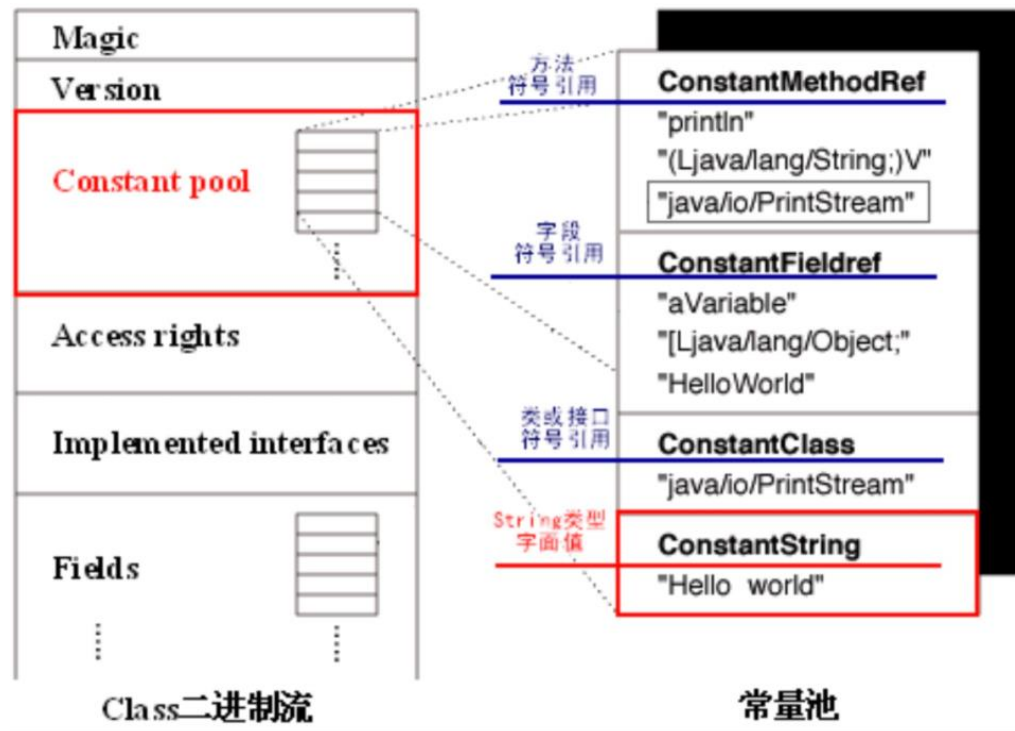 Magic
Version
Constant pool
Access rights
Implemented interfaces
Fields
Class二进制流
方法
符号引用
ConstantMethodRef
"println"
"(Ljava/lang/String;)V"
"java/io/PrintStream"
字段
符号引用
ConstantFieldref
"aVariable"
"[Ljava/lang/Object;"
"HelloWorld"
类或接口
符号引用
ConstantClass
"java/io/PrintStream"
String类型
字面值
ConstantString
"Hello world"
常量池